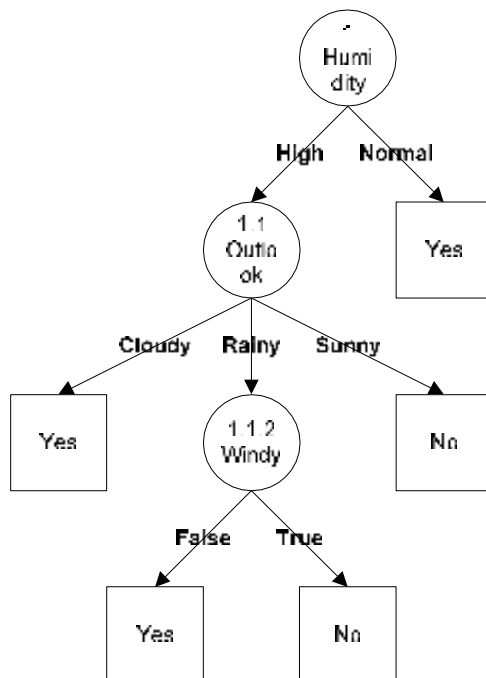 Humi
dity
High
Normal
1.1
Outlo
ok
Yes
Cloudy
Rainy
Sunny
Yes
1.1.2
Windy
No
False
True
Yes
No